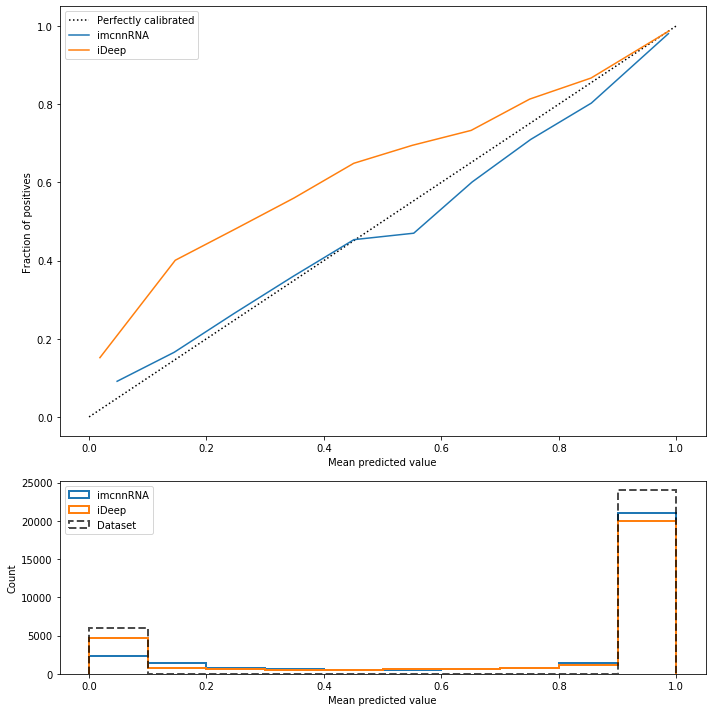 Perfectly calibrated
imcnnRNA
iDeep
1.0
0.8
0.6
0.4
0.2
0.0
Fraction of positives
0.0 0.2 0.4 0.6 0.8 1.0
Mean predicted value
imcnnRNA
iDeep
Dataset
25000
20000
15000
10000
5000
0
Count
0.0 0.2 0.4 0.6 0.8 1.0
Mean predicted value